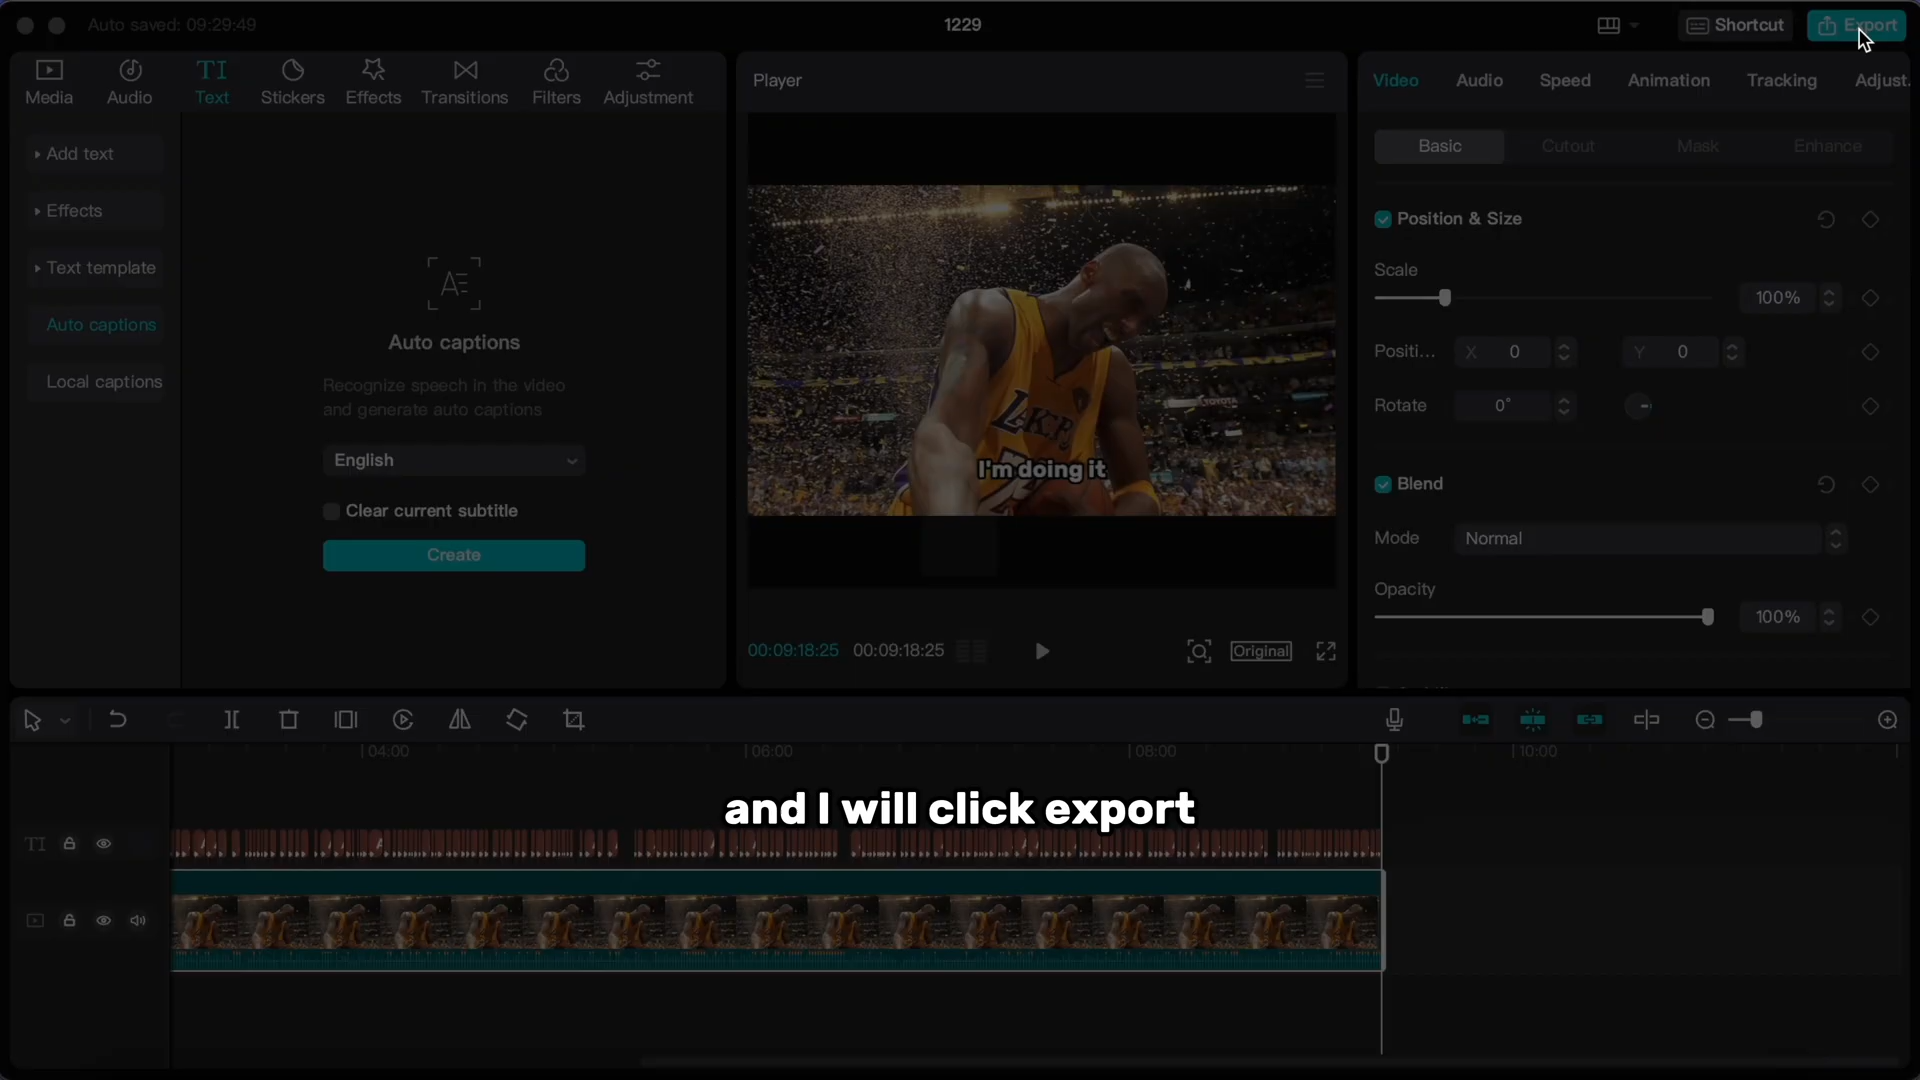 Auto saved: 09:29:49
1229
Shortcut
Export
Media
Audio
TI
Text
Stickers
Effects
Transitions
Filters
Adjustment
Add text
Effects
Text template
Auto captions
Local captions
Auto captions
Recognize speech in the video
and generate auto captions
English
Clear current subtitle
Create
Player
TOYOTA
I'm doing it
00:09:18:25 00:09:18:25
Original
Video
Audio
Speed
Animation
Tracking
Adjust.
Basic
Cutout
Mask
Enhance
Position & Size
Scale
100%
Positi... X 0 Y 0
Rotate 0°
Blend
Mode Normal
Opacity
100%
04:00
06:00
08:00
10:00
and I will click export
TI